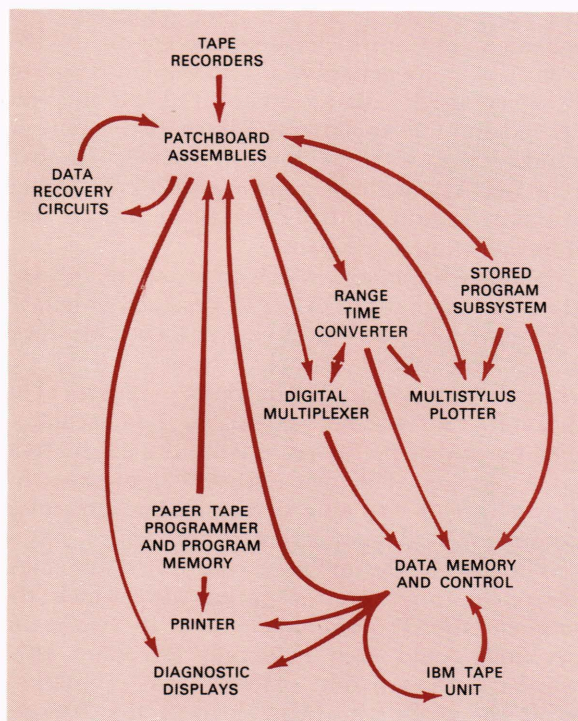 TAPE
RECORDERS
PATCHBOARD
ASSEMBLIES
DATA
RECOVERY
CIRCUITS
STORED
PROGRAM
SUBSYSTEM
RANGE
TIME
CONVERTER
DIGITAL
MULTIPLEXER
MULTISTYLUS
PLOTTER
PAPER TAPE
PROGRAMMER
AND PROGRAM
MEMORY
DATA MEMORY
AND CONTROL
PRINTER
DIAGNOSTIC
DISPLAYS
IBM TAPE
UNIT